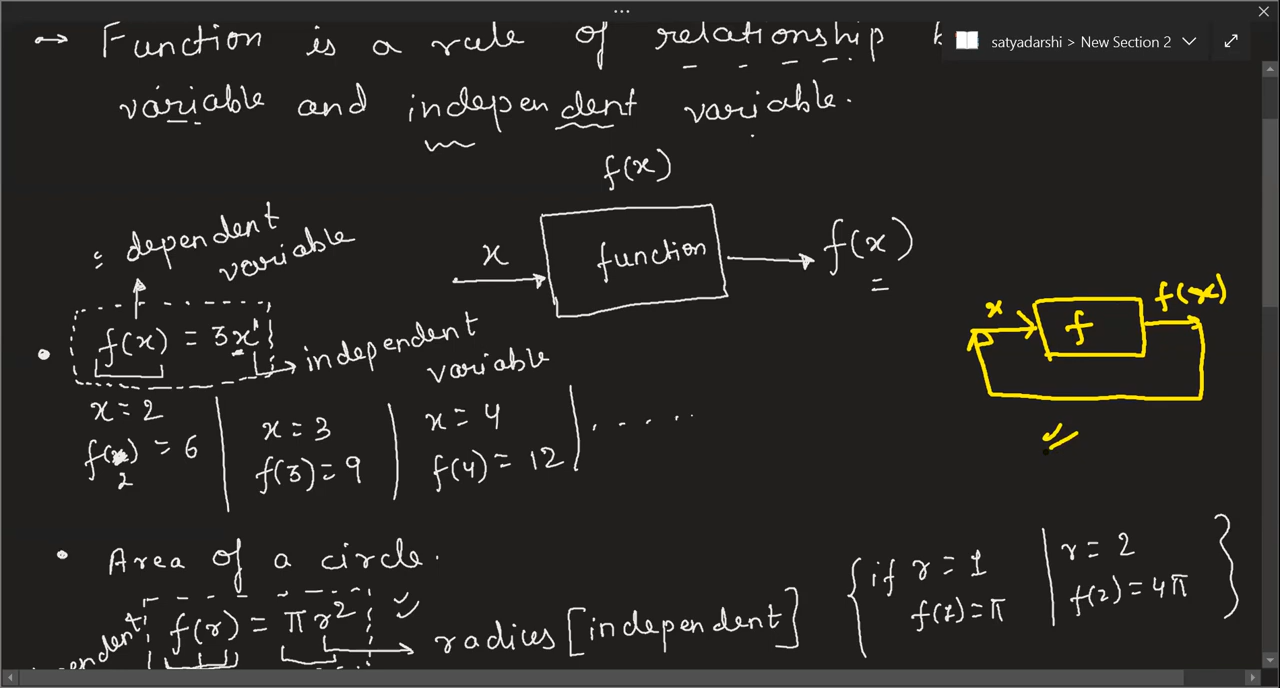 ...
satyadarshi > New Section 2
→ Function is a rule of relationship
variable and independent variable.
f(x)
= dependent
variable
x
function
f(x)
=
x
f
f(x)
• f(x) = 3x¹
independent
variable
x = 2
f(x) = 6
2
x = 3
f(3) = 9
x = 4
f(4) = 12
. . . . . .
• Area of a circle.
f(r) = πr²
radices [independent]
{ if r = 1
f(1) = π
r = 2
f(2) = 4π }